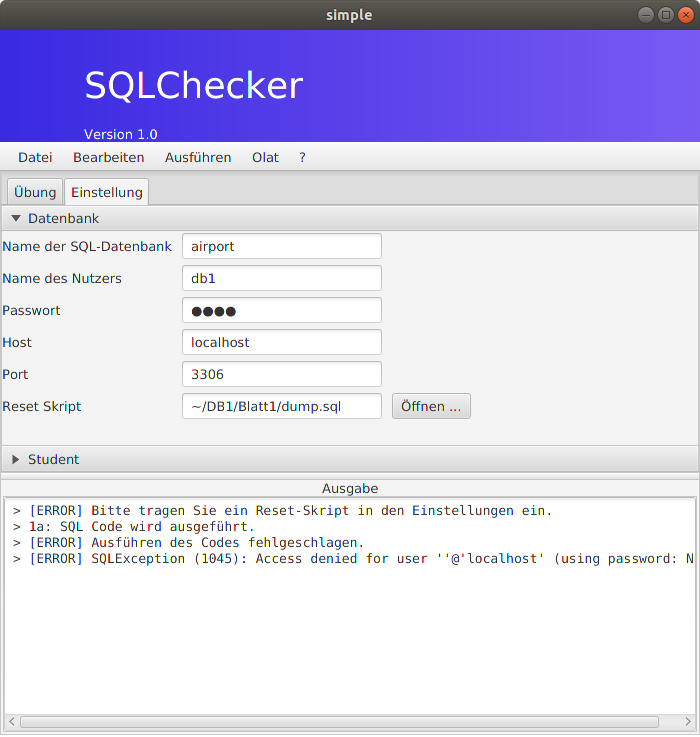 simple
SQLChecker
Version 1.0
Datei Bearbeiten Ausführen Olat ?
Übung Einstellung
Datenbank
Name der SQL-Datenbank airport
Name des Nutzers db1
Passwort ●●●●
Host localhost
Port 3306
Reset Skript ~/DB1/Blatt1/dump.sql Öffnen ...
Student
Ausgabe
> [ERROR] Bitte tragen Sie ein Reset-Skript in den Einstellungen ein.
> 1a: SQL Code wird ausgeführt.
> [ERROR] Ausführen des Codes fehlgeschlagen.
> [ERROR] SQLException (1045): Access denied for user ''@'localhost' (using password: N